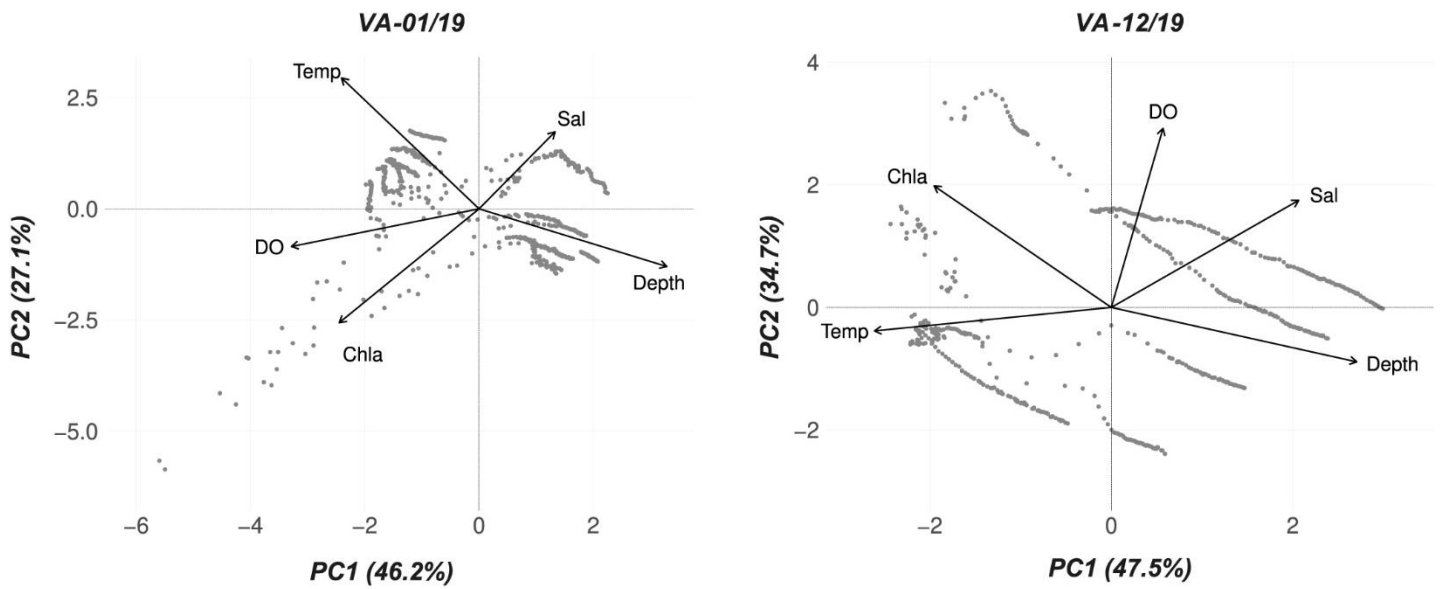 VA-01/19
Temp
Sal
DO
Depth
Chla
2.5
0.0
−2.5
−5.0
−6
−4
−2
0
2
PC2 (27.1%)
PC1 (46.2%)
VA-12/19
DO
Chla
Sal
Temp
Depth
4
2
0
−2
−2
0
2
PC2 (34.7%)
PC1 (47.5%)